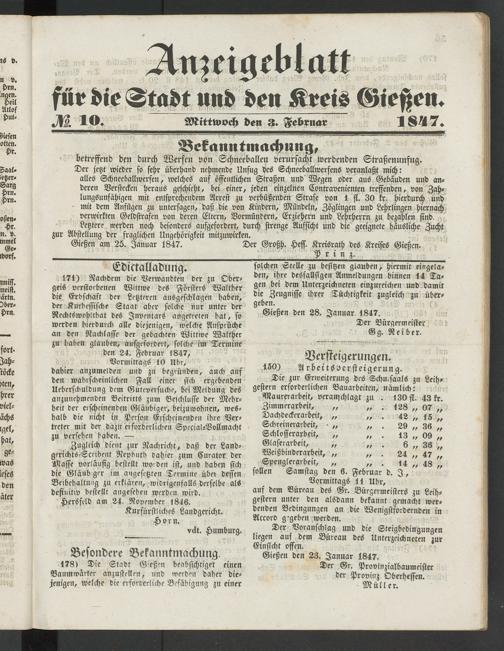 Anzeigeblatt
für die Stadt und den Kreis Gießen.
№ 10. Mittwoch den 3. Februar 1847.
Bekanntmachung,
betreffend den durch Werfen von Schneeballen verursacht werdenden Straßenunfug.
Der jetzt wieder so sehr überhand nehmende Unfug des Schneeballwerfens veranlaßt mich:
alles Schneeballwerfen, welches auf öffentlichen Straßen und Wegen oder aus Gebäuden und an-
deren Verstecken heraus geschieht, bei einer, jeden einzelnen Contravenienten treffenden, von Zah-
lungsunfähigen mit entsprechendem Arrest zu verbüßenden Strafe von 1 fl. 30 kr. hierdurch und
mit dem Anfügen zu untersagen, daß die von Kindern, Mündeln, Zöglingen und Lehrlingen hiernach
verwirkten Geldstrafen von deren Eltern, Vormündern, Erziehern und Lehrherrn zu bezahlen sind.
Letztere werden noch besonders aufgefordert, durch strenge Aufsicht und die geeignete häusliche Zucht
zur Abstellung der fraglichen Ungehörigkeit mitzuwirken.
Gießen am 25. Januar 1847. Der Großh. Hess. Kreisrath des Kreises Gießen.
Prinz.
Edictalladung.
171) Nachdem die Verwandten der zu Ober-
geis verstorbenen Wittwe des Försters Walther
die Erbschaft der Letztern ausgeschlagen haben,
der Kurhessische Staat aber solche nur unter der
Rechtswohlthat des Inventars angetreten hat, so
werden hierdurch alle diejenigen, welche Ansprüche
an den Nachlaß der gedachten Wittwe Walther
zu haben glauben, aufgefordert, solche im Termine
den 24. Februar 1847,
Vormittags 10 Uhr,
dahier anzumelden und zu begründen, auch auf
den wahrscheinlichen Fall einer sich ergebenden
Ueberschuldung dem Güteversuche, bei Meidung des
anzunehmenden Beitritts zum Beschlusse der Mehr-
heit der erscheinenden Gläubiger, beizuwohnen, wes-
halb die nicht in Person Erscheinenden ihre Ver-
treter mit der dazu erforderlichen Specialvollmacht
zu versehen haben. —
Zugleich dient zur Nachricht, daß der Land-
gerichts-Scribent Neyduth dahier zum Curator der
Masse vorläufig bestellt worden ist, und haben sich
die Gläubiger im angesetzten Termine über dessen
Beibehaltung zu erklären, widrigenfalls derselbe als
definitiv bestellt angesehen werden wird.
Hersfeld am 24. November 1846.
Kurfürstliches Landgericht.
Horn.
vdt. Humburg.
Besondere Bekanntmachung.
178) Die Stadt Gießen beabsichtiget einen
Baumwärter anzustellen, und werden daher die-
jenigen, welche die erforderliche Befähigung zu einer
solchen Stelle zu besitzen glauben, hiermit eingela-
den, ihre desfallsigen Anmeldungen binnen 14 Ta-
gen bei dem Unterzeichneten einzureichen und damit
die Zeugnisse ihrer Tüchtigkeit zugleich zu über-
geben.
Gießen den 28. Januar 1847.
Der Bürgermeister
Gg. Reiber.
Versteigerungen.
150) Arbeitsversteigerung.
Die zur Erneuerung des Schulsaals zu Leih-
gestern erforderlichen Arbeiten, nämlich:
Maurerarbeit, veranschlagt zu . 130 fl. 43 kr.
Zimmerarbeit, „ „ . 128 „ 07 „
Dachdeckerarbeit, „ „ . 42 „ 15 „
Schreinerarbeit, „ „ . 29 „ 36 „
Schlosserarbeit, „ „ . 13 „ 09 „
Glaserarbeit, „ „ . 6 „ 36 „
Weißbinderarbeit, „ „ . 24 „ 47 „
Spenglerarbeit, „ „ . 14 „ 48 „
sollen Samstag den 6. Februar d. J.,
Vormittags 11 Uhr,
auf dem Büreau des Gr. Bürgermeisters zu Leih-
gestern unter den alsdann bekannt gemacht wer-
denden Bedingungen an die Wenigstfordernden in
Accord gegeben werden.
Der Voranschlag und die Steigbedingungen
liegen auf dem Büreau des Unterzeichneten zur
Einsicht offen.
Gießen den 23. Januar 1847.
Der Gr. Provinzialbaumeister
der Provinz Oberhessen.
Müller.